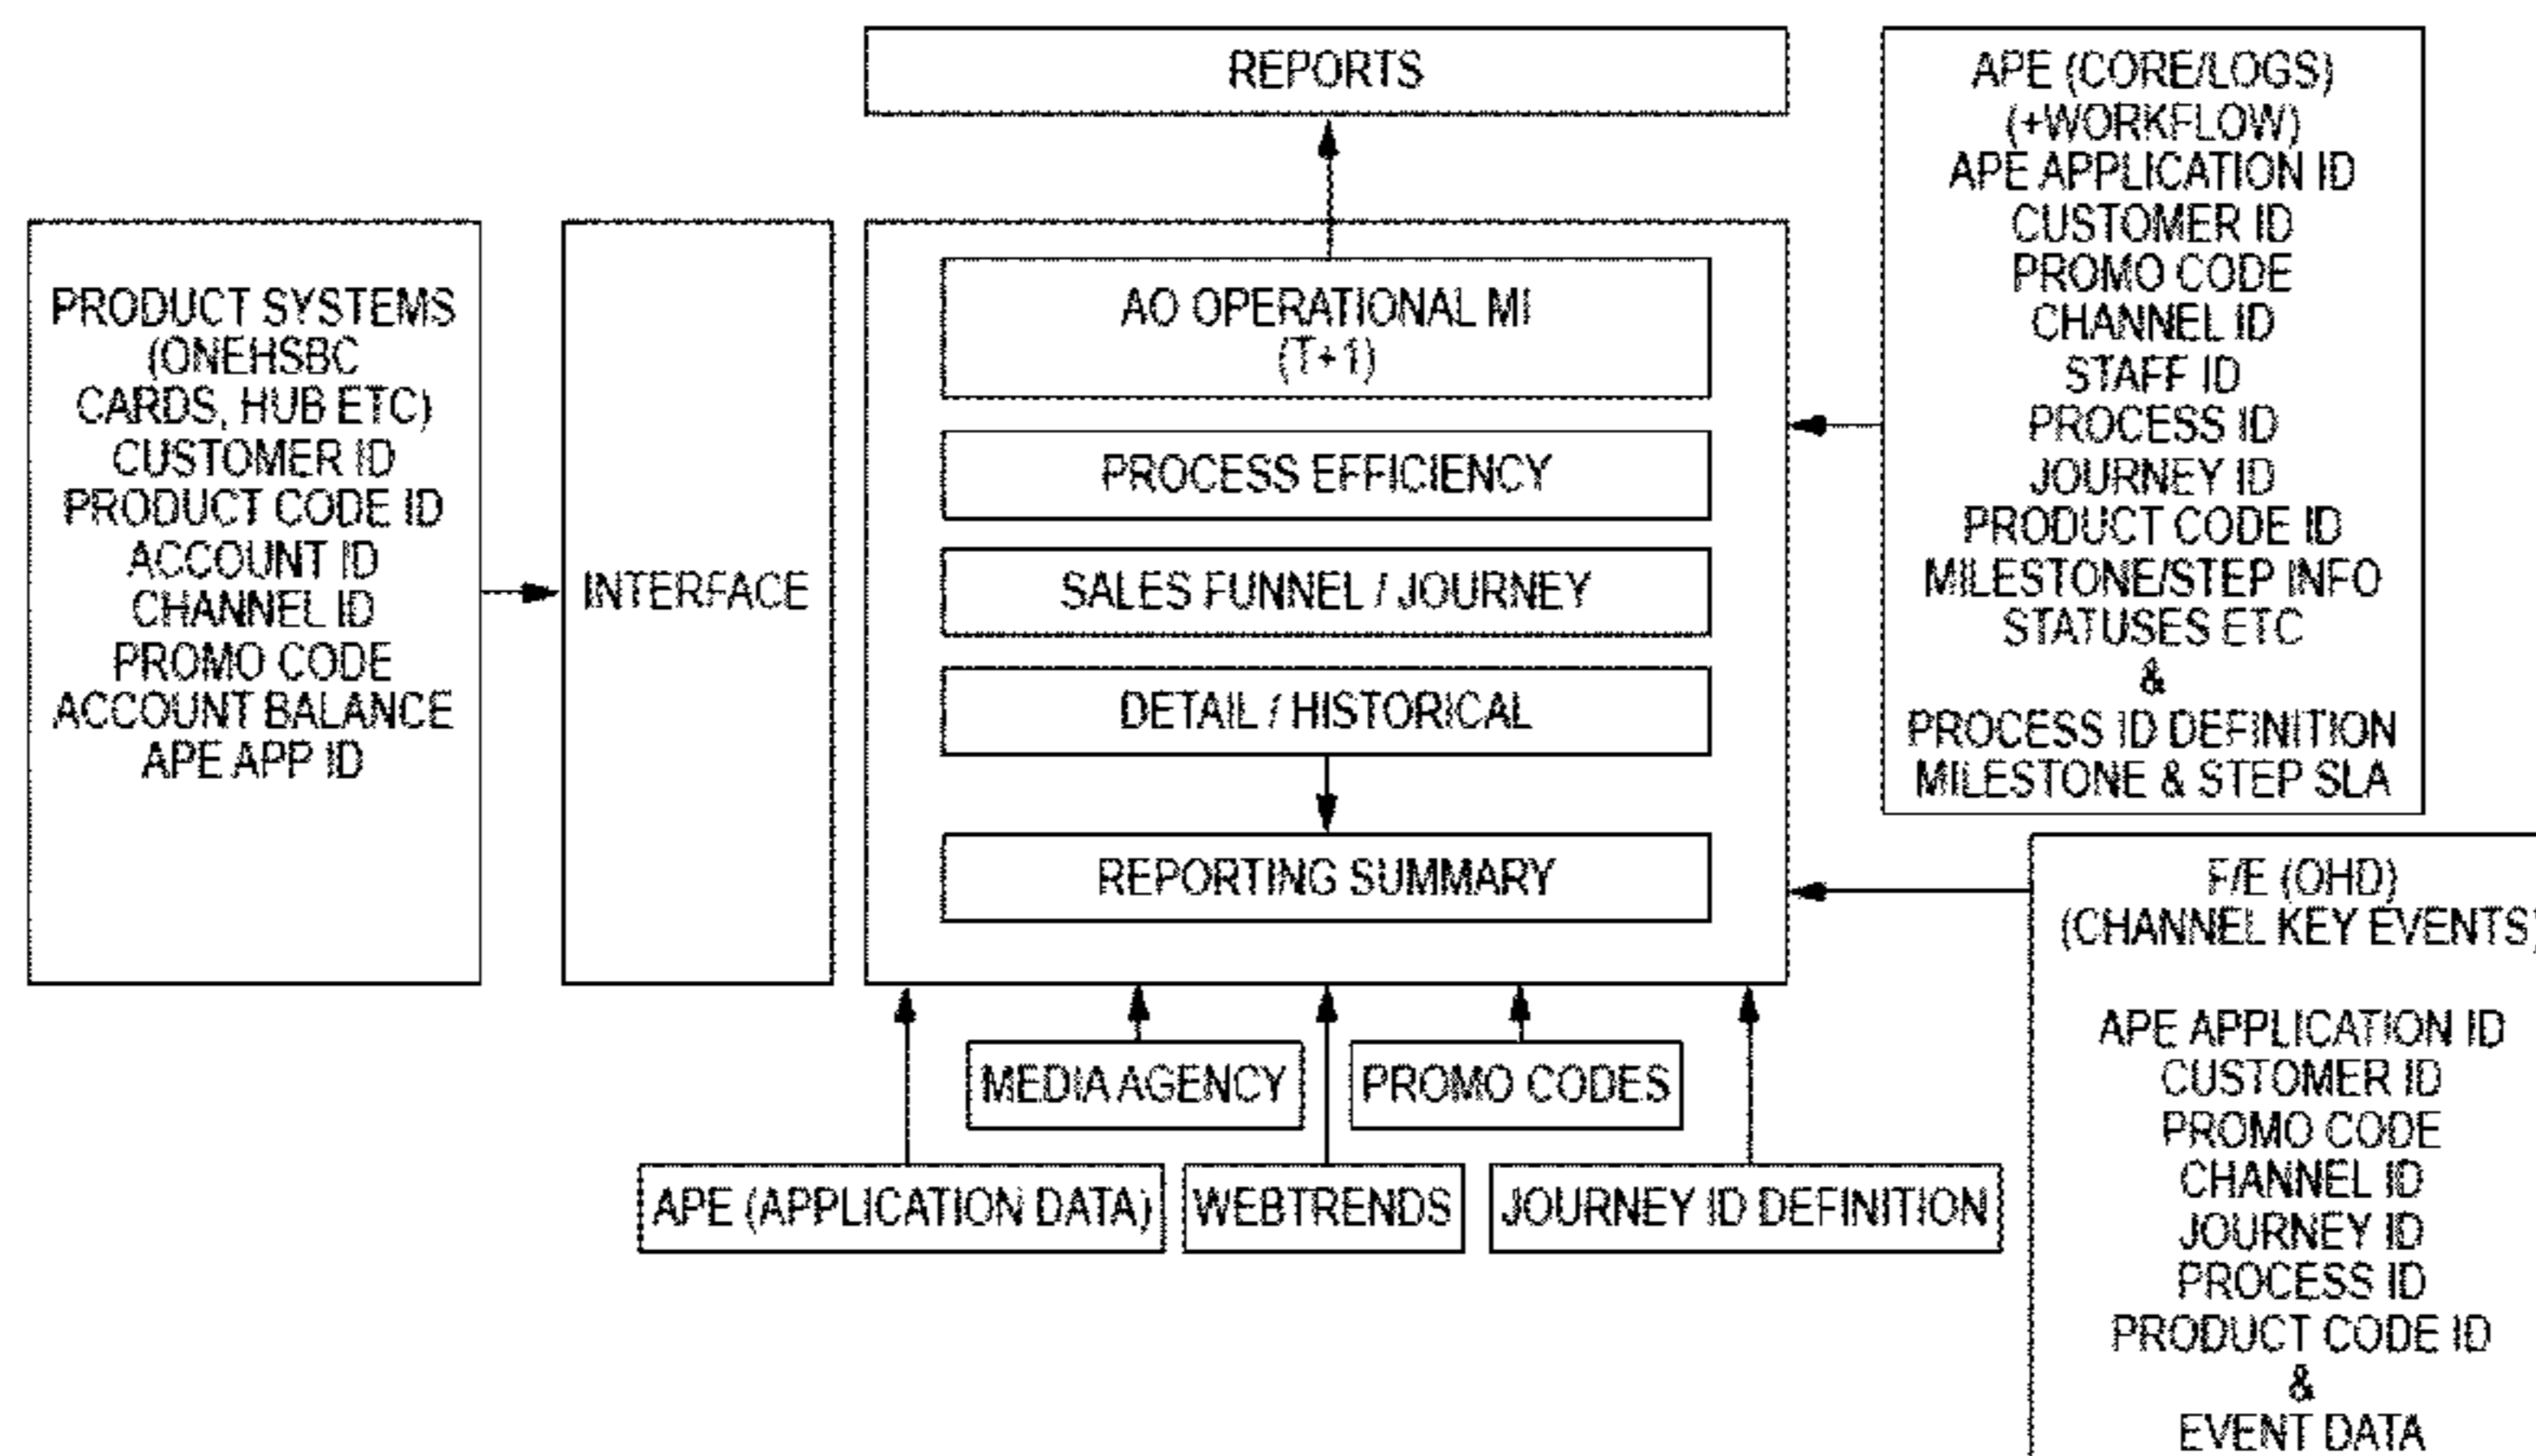 REPORTS
PRODUCT SYSTEMS
(ONEHSBC
CARDS, HUB ETC)
CUSTOMER ID
PRODUCT CODE ID
ACCOUNT ID
CHANNEL ID
PROMO CODE
ACCOUNT BALANCE
APE APP ID
INTERFACE
AO OPERATIONAL MI
(T+1)
PROCESS EFFICIENCY
SALES FUNNEL / JOURNEY
DETAIL / HISTORICAL
REPORTING SUMMARY
APE (CORE/LOGS)
(+WORKFLOW)
APE APPLICATION ID
CUSTOMER ID
PROMO CODE
CHANNEL ID
STAFF ID
PROCESS ID
JOURNEY ID
PRODUCT CODE ID
MILESTONE/STEP INFO
STATUSES ETC
&
PROCESS ID DEFINITION
MILESTONE & STEP SLA
MEDIA AGENCY
PROMO CODES
APE (APPLICATION DATA)
WEBTRENDS
JOURNEY ID DEFINITION
F/E (OHD)
(CHANNEL KEY EVENTS)
APE APPLICATION ID
CUSTOMER ID
PROMO CODE
CHANNEL ID
JOURNEY ID
PROCESS ID
PRODUCT CODE ID
&
EVENT DATA